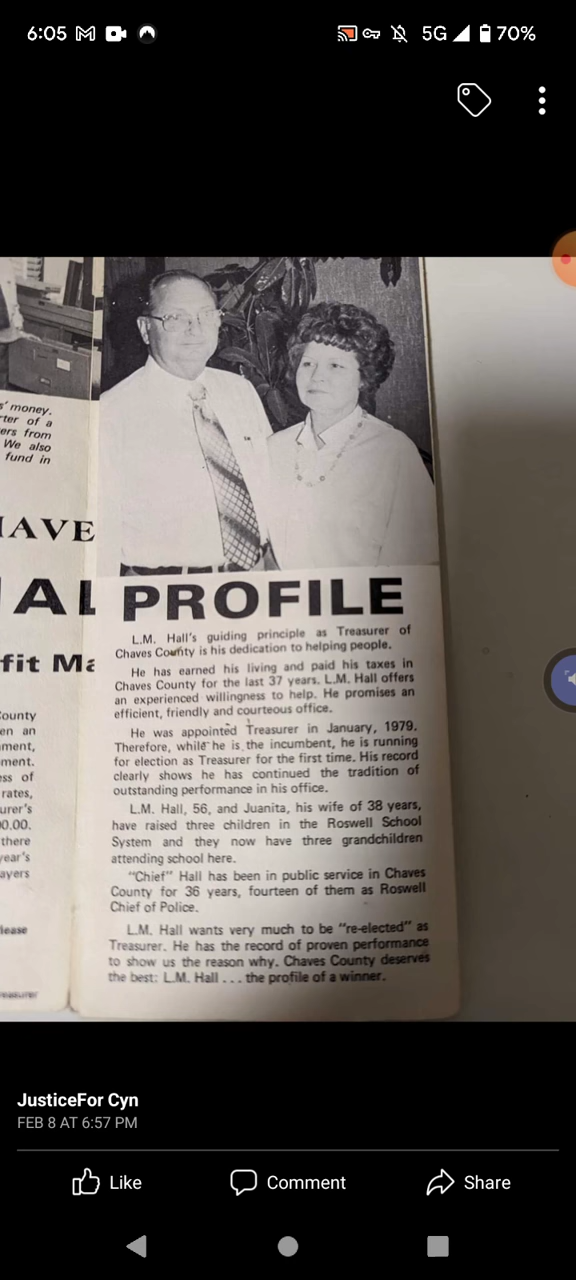 6:05
5G
70%
s' money.
rter of a
ers from
We also
fund in
HAVE
IAL
fit Ma
County
en an
ment,
ment.
ess of
rates,
urer's
00.00.
there
year's
ayers
lease
reasurer
PROFILE
L.M. Hall's guiding principle as Treasurer of
Chaves County is his dedication to helping people.
He has earned his living and paid his taxes in
Chaves County for the last 37 years. L.M. Hall offers
an experienced willingness to help. He promises an
efficient, friendly and courteous office.
He was appointed Treasurer in January, 1979.
Therefore, while he is the incumbent, he is running
for election as Treasurer for the first time. His record
clearly shows he has continued the tradition of
outstanding performance in his office.
L.M. Hall, 56, and Juanita, his wife of 38 years,
have raised three children in the Roswell School
System and they now have three grandchildren
attending school here.
"Chief" Hall has been in public service in Chaves
County for 36 years, fourteen of them as Roswell
Chief of Police.
L.M. Hall wants very much to be "re-elected" as
Treasurer. He has the record of proven performance
to show us the reason why. Chaves County deserves
the best: L.M. Hall . . . the profile of a winner.
JusticeFor Cyn
FEB 8 AT 6:57 PM
Like
Comment
Share